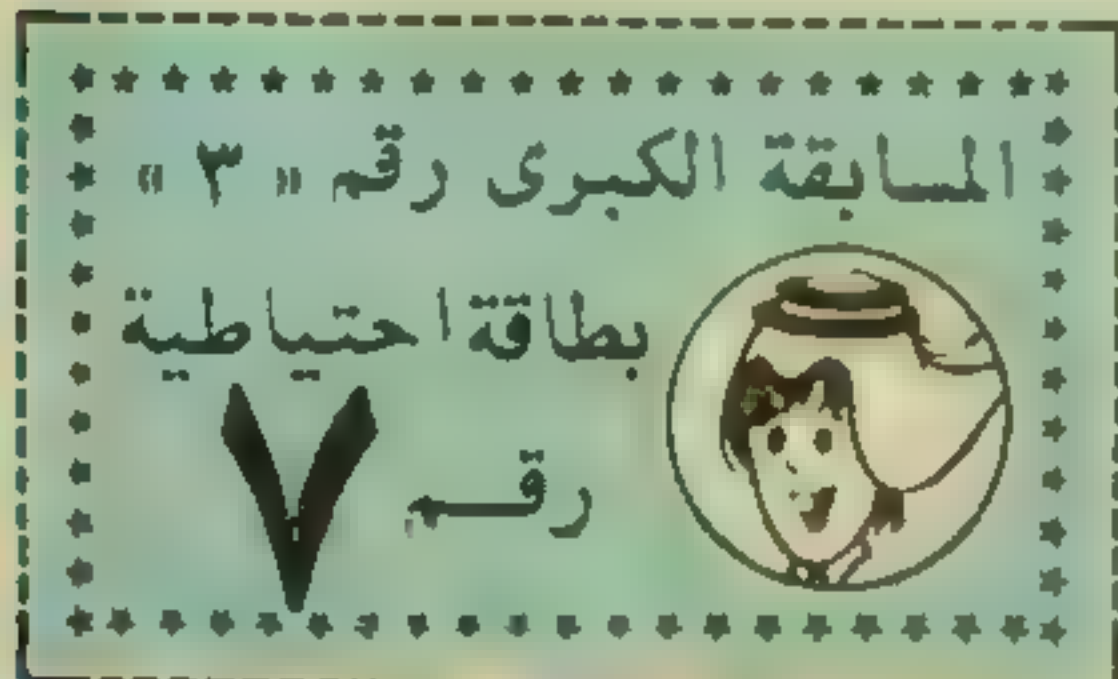 المسابقة الكبرى رقم « ٣ »
بطاقة احتياطية
رقم ٧